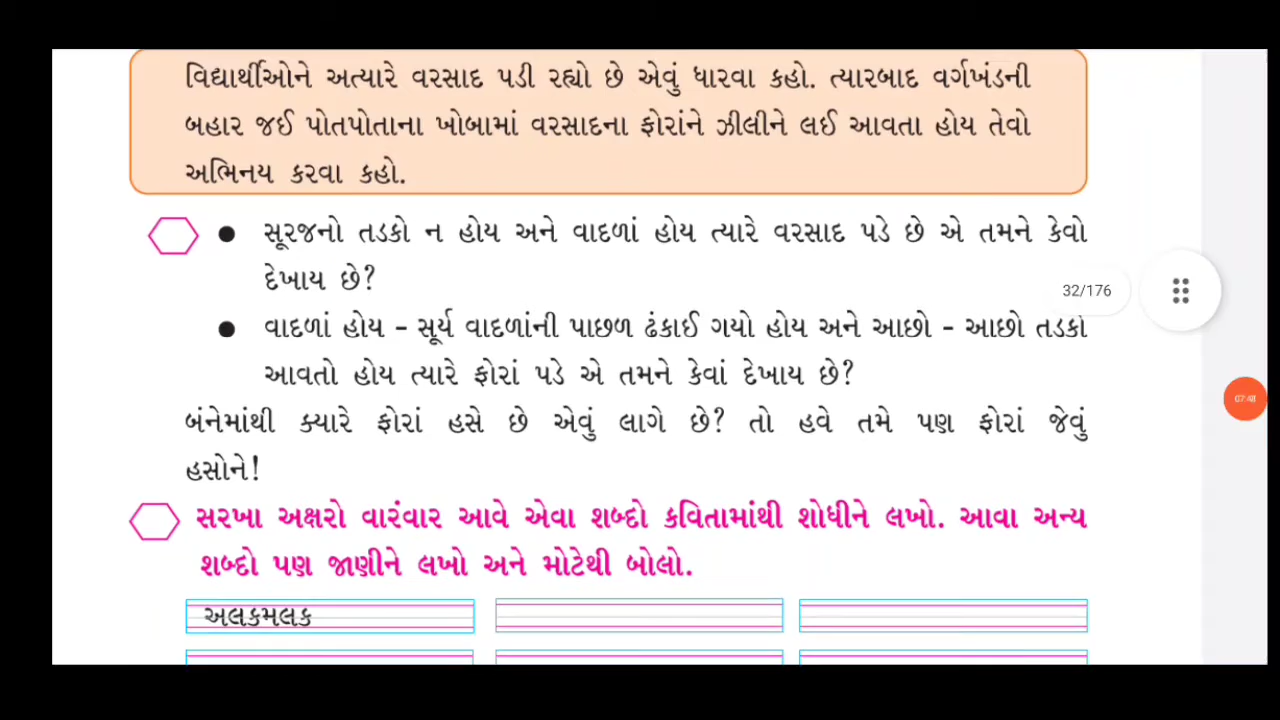 વિદ્યાર્થીઓને અત્યારે વરસાદ પડી રહ્યો છે એવું ધારવા કહો. ત્યારબાદ વર્ગખંડની
બહાર જઈ પોતપોતાના ખોબામાં વરસાદના ફોરાંને ઝીલીને લઈ આવતા હોય તેવો
અભિનય કરવા કહો.
● સૂરજનો તડકો ન હોય અને વાદળાં હોય ત્યારે વરસાદ પડે છે એ તમને કેવો
દેખાય છે?
32/176
● વાદળાં હોય - સૂર્ય વાદળાંની પાછળ ઢંકાઈ ગયો હોય અને આછો - આછો તડકો
આવતો હોય ત્યારે ફોરાં પડે એ તમને કેવાં દેખાય છે?
07:48
બંનેમાંથી ક્યારે ફોરાં હસે છે એવું લાગે છે? તો હવે તમે પણ ફોરાં જેવું
હસોને!
સરખા અક્ષરો વારંવાર આવે એવા શબ્દો કવિતામાંથી શોધીને લખો. આવા અન્ય
શબ્દો પણ જાણીને લખો અને મોટેથી બોલો.
અલકમલક